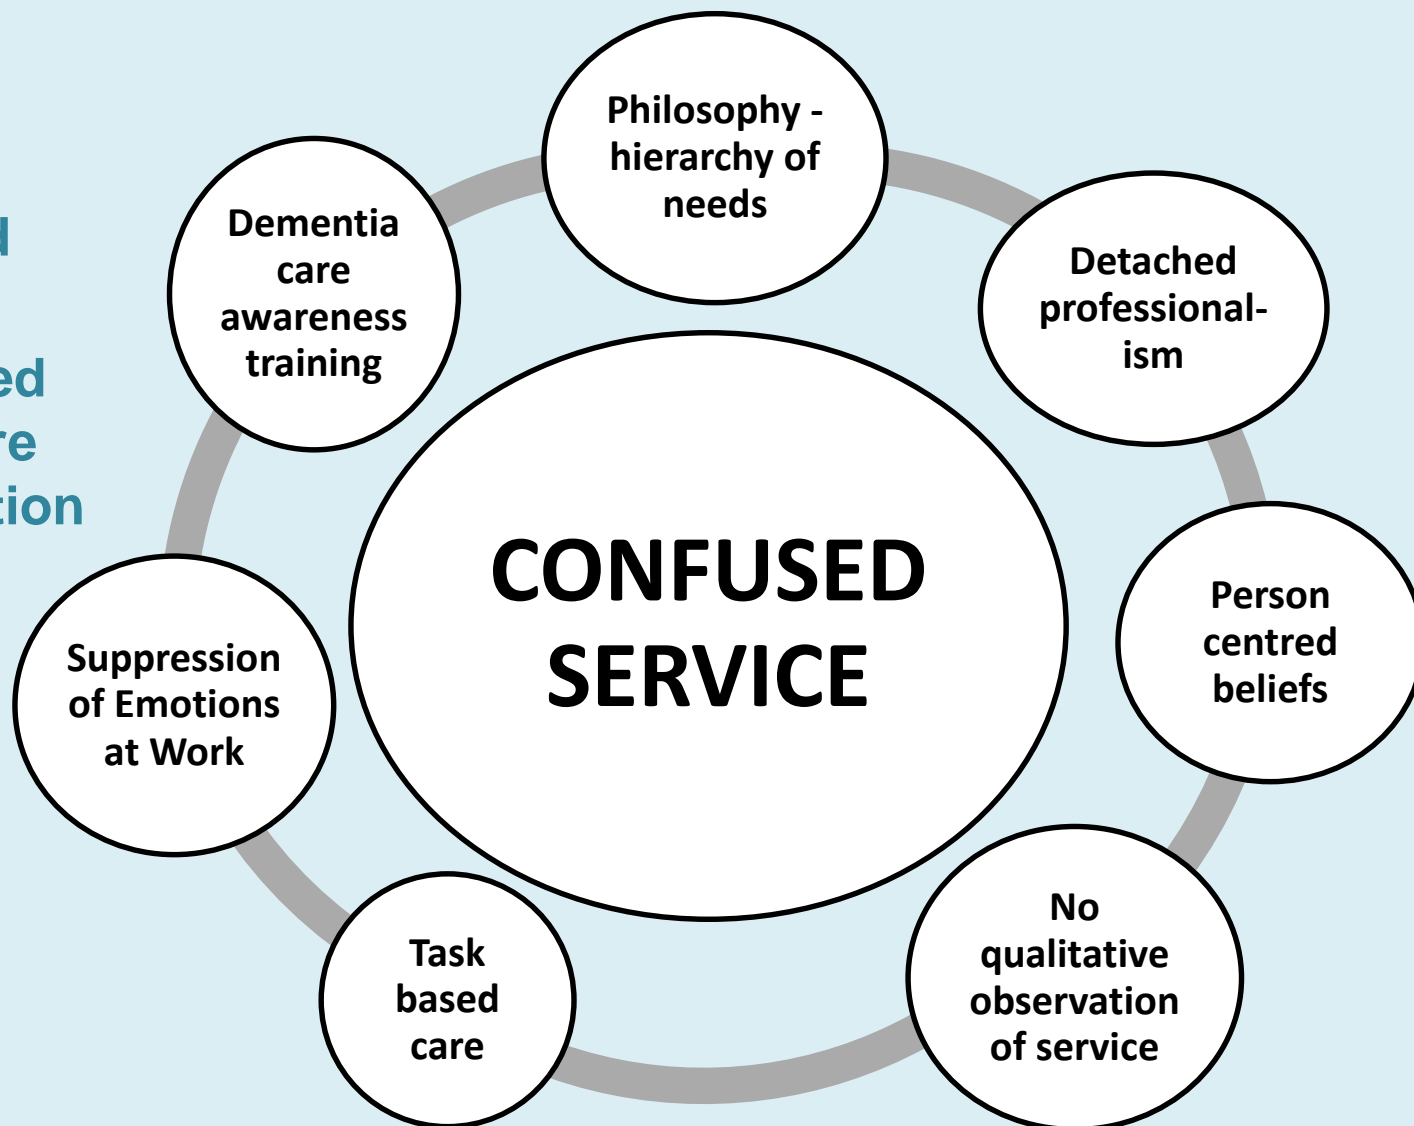 Philosophy -
hierarchy of
needs
Detached
professional-
ism
Person
centred
beliefs
No
qualitative
observation
of service
Task
based
care
Suppression
of Emotions
at Work
Dementia
care
awareness
training
CONFUSED
SERVICE